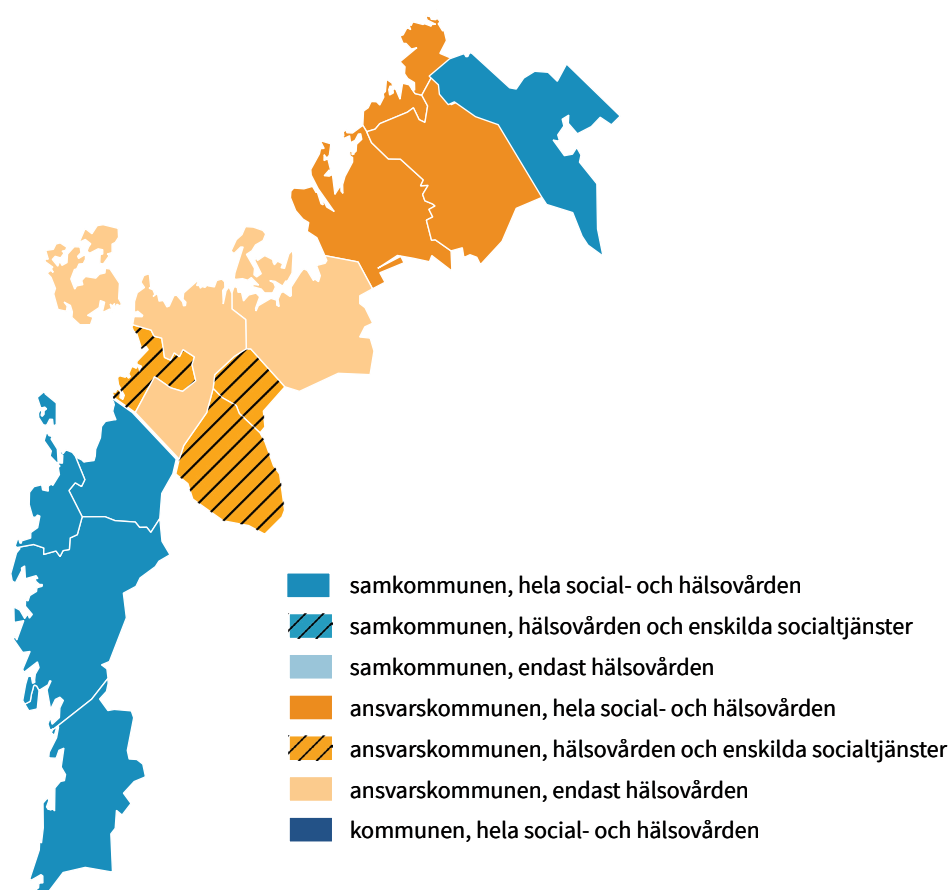 samkommunen, hela social- och hälsovården
samkommunen, hälsovården och enskilda socialtjänster
samkommunen, endast hälsovården
ansvarskommunen, hela social- och hälsovården
ansvarskommunen, hälsovården och enskilda socialtjänster
ansvarskommunen, endast hälsovården
kommunen, hela social- och hälsovården